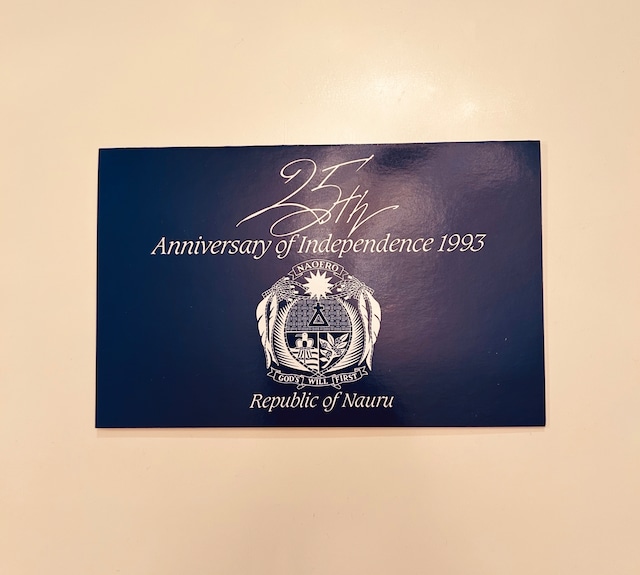 25th
Anniversary of Independence 1993
NAOERO
GOD'S WILL FIRST
Republic of Nauru